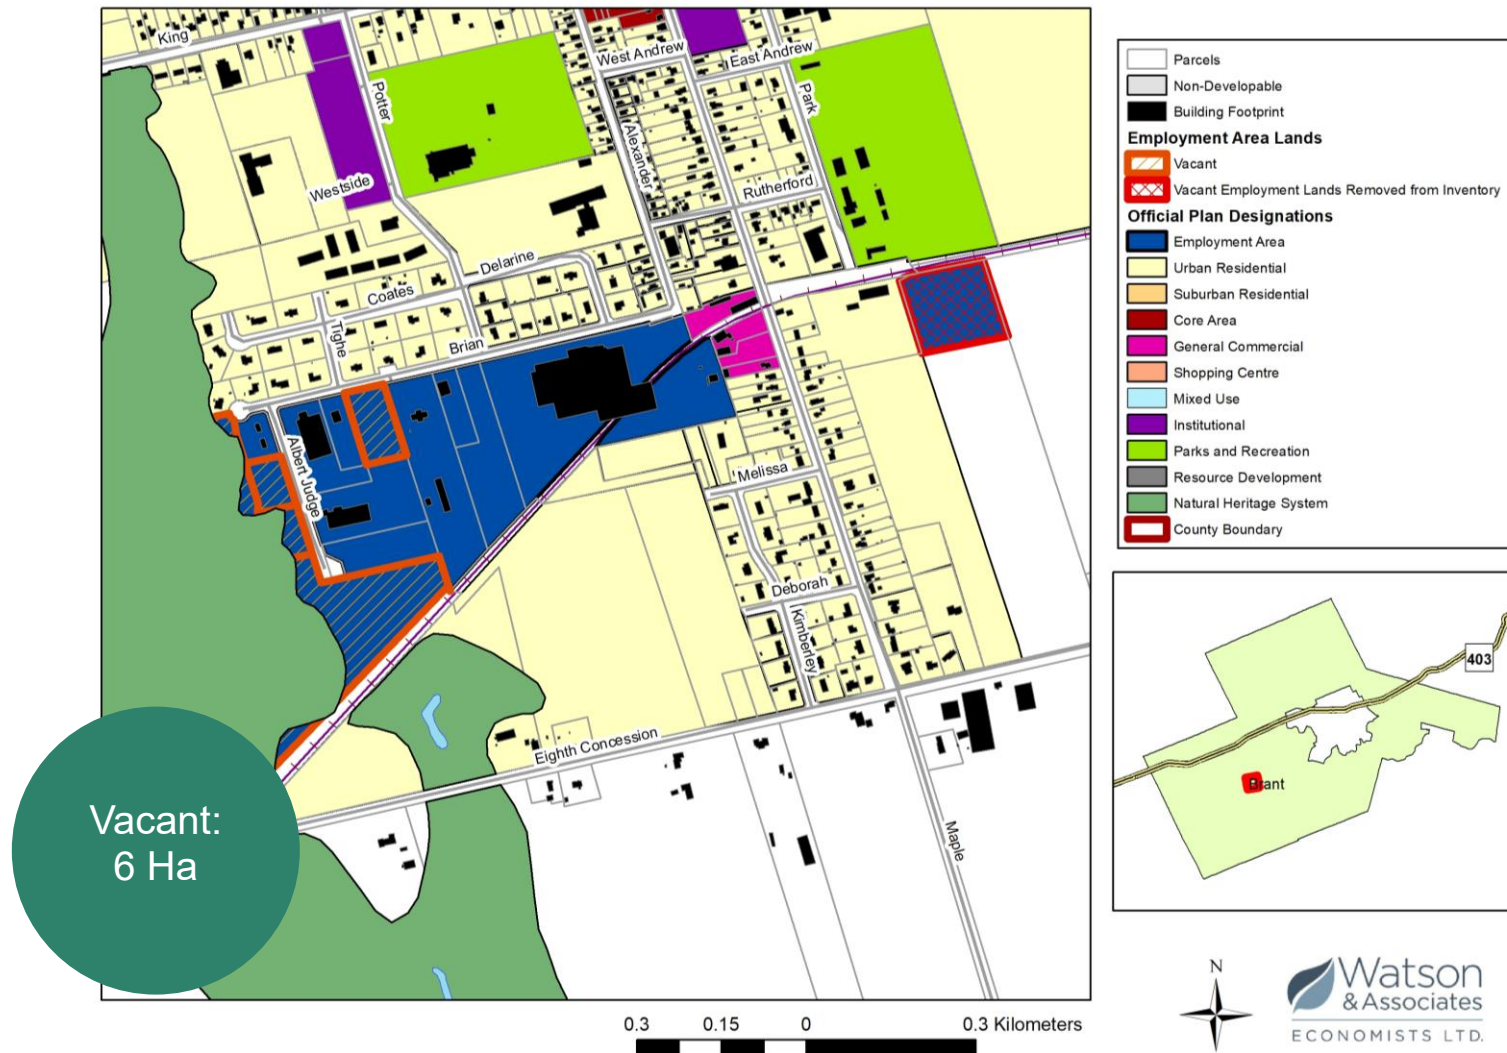 King
Potter
West Andrew
East Andrew
Park
Alexander
Westside
Rutherford
Delarine
Coates
Tighe
Brian
Albert Judge
Melissa
Deborah
Kimberley
Eighth Concession
Maple
Vacant:
6 Ha
Parcels
Non-Developable
Building Footprint
Employment Area Lands
Vacant
Vacant Employment Lands Removed from Inventory
Official Plan Designations
Employment Area
Urban Residential
Suburban Residential
Core Area
General Commercial
Shopping Centre
Mixed Use
Institutional
Parks and Recreation
Resource Development
Natural Heritage System
County Boundary
403
Brant
N
Watson
& Associates
ECONOMISTS LTD.
0.3 0.15 0 0.3 Kilometers